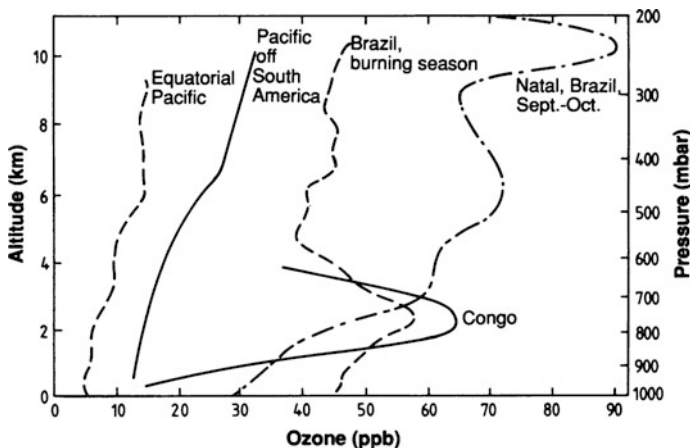 200
10
Pacific
off
South
America
Brazil,
burning season
Equatorial
Pacific
Natal, Brazil
Sept.-Oct.
8
300
6
400
500
4
600
700
Congo
2
800
900
0
1000
0 10 20 30 40 50 60 70 80 90
Altitude (km)
Pressure (mbar)
Ozone (ppb)